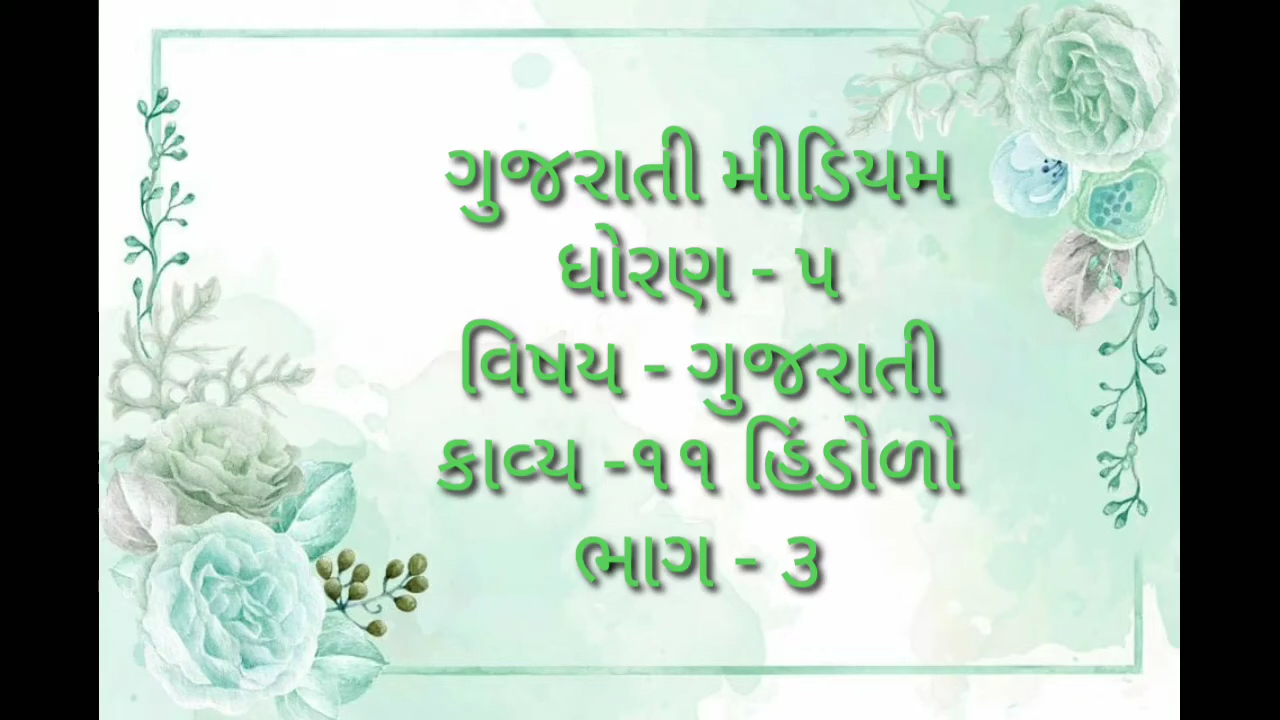 ગુજરાતી મીડિયમ
ધોરણ - ૫
વિષય - ગુજરાતી
કાવ્ય -૧૧ હિંડોળો
ભાગ - ૩